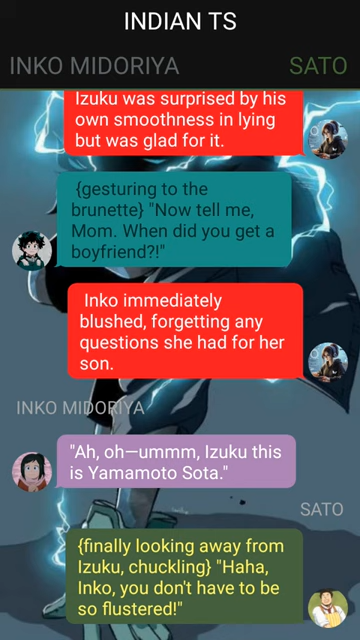 INDIAN TS
INKO MIDORIYA
SATO
Izuku was surprised by his
own smoothness in lying
but was glad for it.
{gesturing to the
brunette} "Now tell me,
Mom. When did you get a
boyfriend?!"
Inko immediately
blushed, forgetting any
questions she had for her
son.
INKO MIDORIYA
"Ah, oh—ummm, Izuku this
is Yamamoto Sota."
SATO
{finally looking away from
Izuku, chuckling} "Haha,
Inko, you don't have to be
so flustered!"